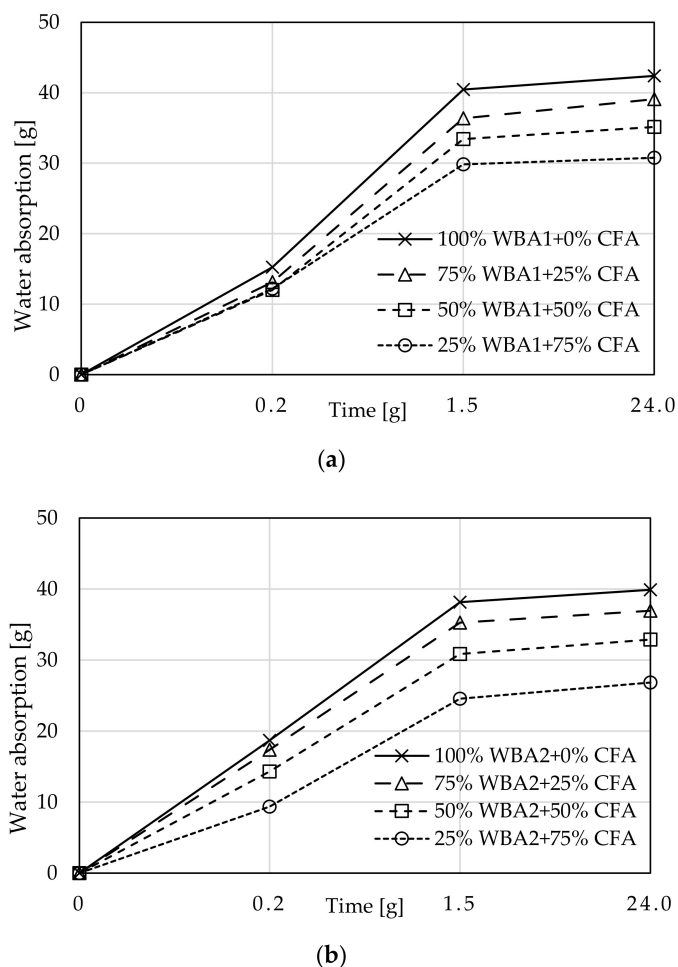 50
40
30
20
10
0
Water absorption [g]
100% WBA1+0% CFA
75% WBA1+25% CFA
50% WBA1+50% CFA
25% WBA1+75% CFA
0 0.2 1.5 24.0
Time [g]
(a)
50
40
30
20
10
0
Water absorption [g]
100% WBA2+0% CFA
75% WBA2+25% CFA
50% WBA2+50% CFA
25% WBA2+75% CFA
0 0.2 1.5 24.0
Time [g]
(b)